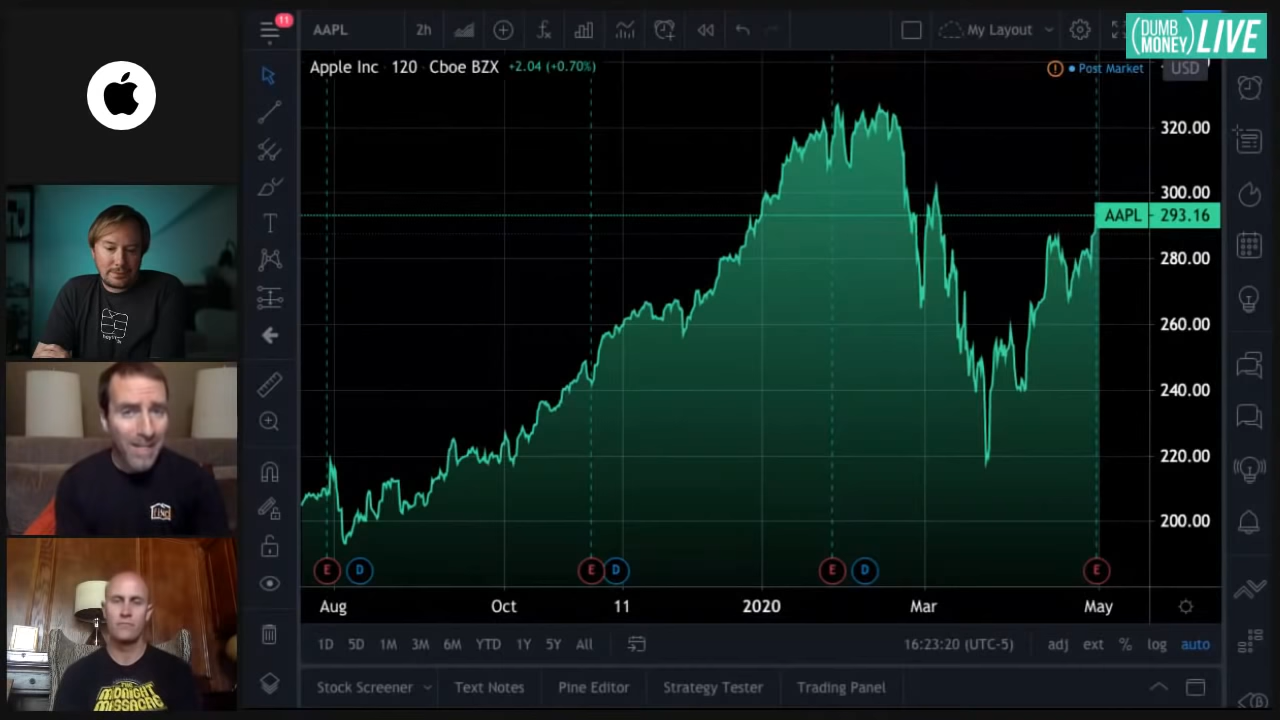 11
AAPL
2h
My Layout
(DUMB MONEY) LIVE
Apple Inc 120 Cboe BZX +2.04 (+0.70%)
Post Market
USD
320.00
300.00
AAPL 293.16
280.00
260.00
240.00
220.00
200.00
E D E D E D E
Aug Oct 11 2020 Mar May
1D 5D 1M 3M 6M YTD 1Y 5Y All
16:23:20 (UTC-5) adj ext % log auto
Stock Screener Text Notes Pine Editor Strategy Tester Trading Panel
THE
MIDNIGHT
MASSACRE